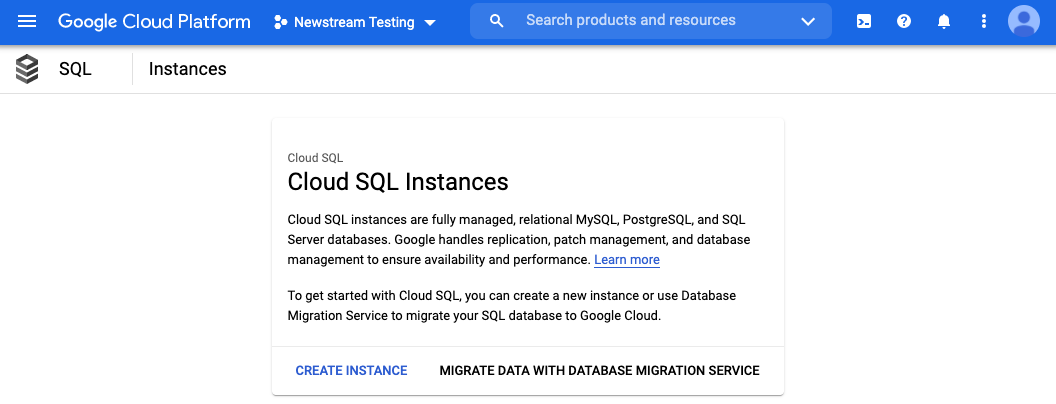 Google Cloud Platform
Newstream Testing
Search products and resources
SQL
Instances
Cloud SQL
Cloud SQL Instances
Cloud SQL instances are fully managed, relational MySQL, PostgreSQL, and SQL
Server databases. Google handles replication, patch management, and database
management to ensure availability and performance. Learn more
To get started with Cloud SQL, you can create a new instance or use Database
Migration Service to migrate your SQL database to Google Cloud.
CREATE INSTANCE
MIGRATE DATA WITH DATABASE MIGRATION SERVICE